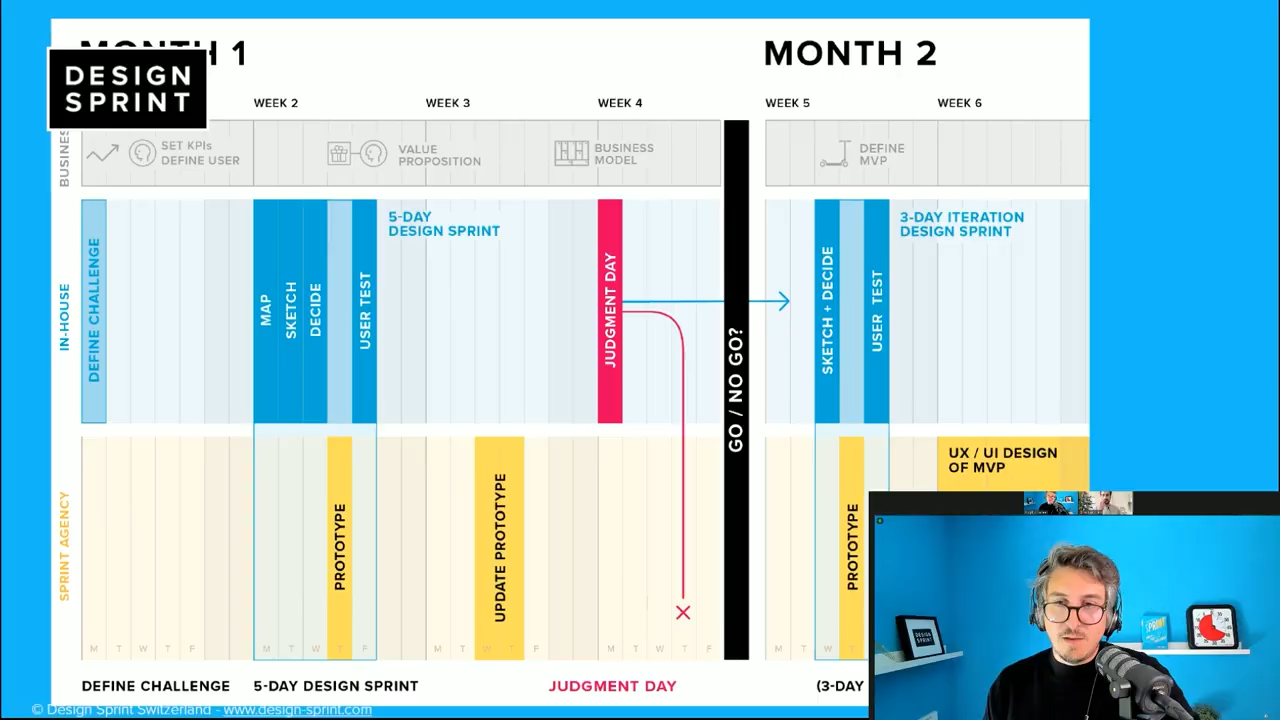 MONTH 1
MONTH 2
DESIGN
SPRINT
WEEK 2
WEEK 3
WEEK 4
WEEK 5
WEEK 6
BUSINESS
SET KPIs
DEFINE USER
VALUE
PROPOSITION
BUSINESS
MODEL
DEFINE
MVP
IN-HOUSE
DEFINE CHALLENGE
MAP
SKETCH
DECIDE
USER TEST
5-DAY
DESIGN SPRINT
JUDGMENT DAY
GO / NO GO?
SKETCH + DECIDE
USER TEST
3-DAY ITERATION
DESIGN SPRINT
SPRINT AGENCY
PROTOTYPE
UPDATE PROTOTYPE
PROTOTYPE
UX / UI DESIGN
OF MVP
M T W T F M T W T F M T W T F M T W T F M T W T
DEFINE CHALLENGE
5-DAY DESIGN SPRINT
JUDGMENT DAY
(3-DAY
© Design Sprint Switzerland - www.design-sprint.com
DESIGN
SPRINT
SPRINT